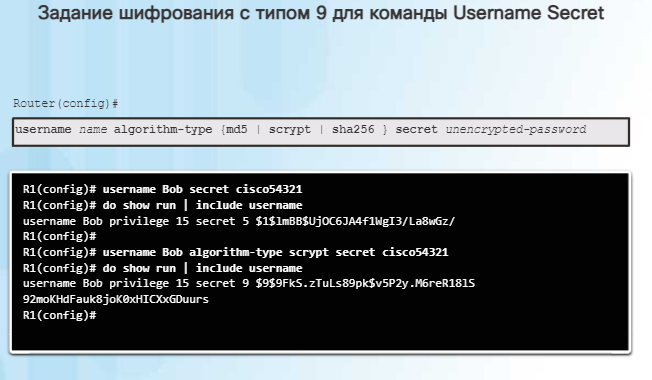 Задание шифрования с типом 9 для команды Username Secret
Router(config)#
username name algorithm-type {md5 | scrypt | sha256 } secret unencrypted-password
R1(config)# username Bob secret cisco54321
R1(config)# do show run | include username
username Bob privilege 15 secret 5 $1$lmBB$UjOC6JA4f1WgI3/La8wGz/
R1(config)#
R1(config)# username Bob algorithm-type scrypt secret cisco54321
R1(config)# do show run | include username
username Bob privilege 15 secret 9 $9$9FkS.zTuLs89pk$v5P2y.M6reR18lS
92moKHdFauk8joK0xHICXxGDuurs
R1(config)#